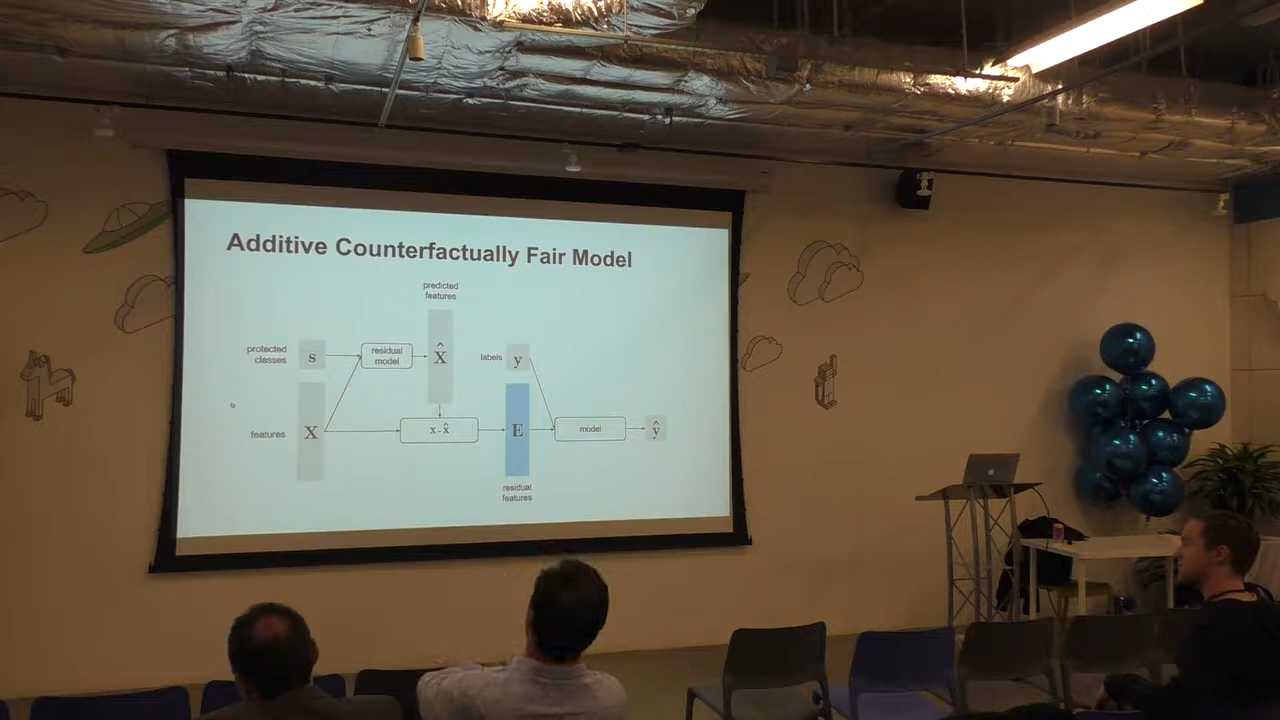 Additive Counterfactually Fair Model
predicted
features
protected
classes
s
residual
model
X̂
labels
y
features
X
x - x̂
E
model
ŷ
residual
features